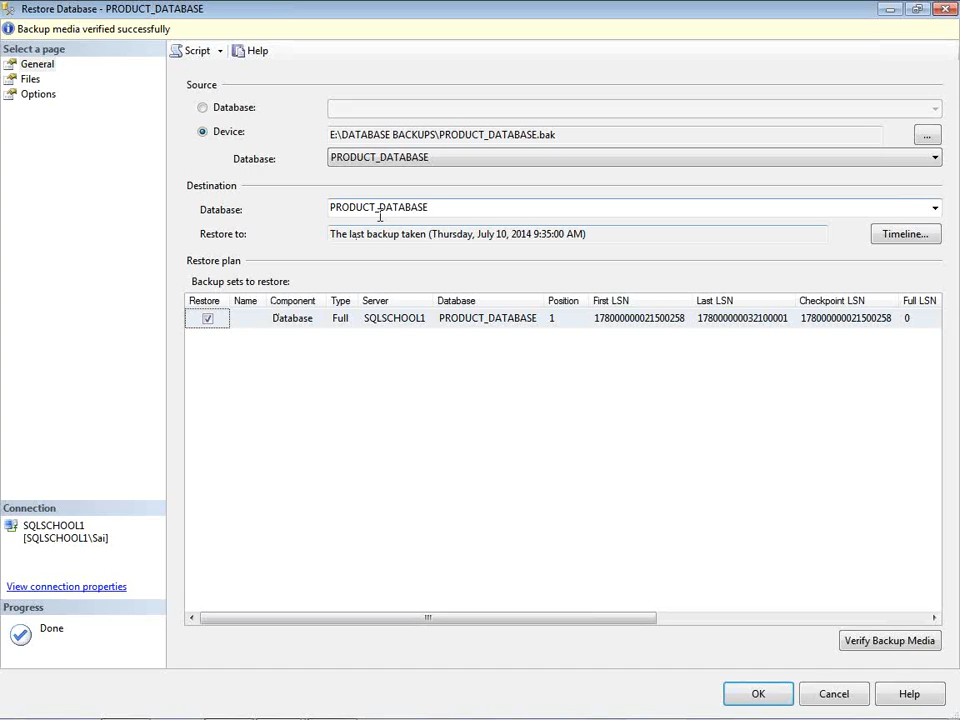 Restore Database - PRODUCT_DATABASE
Backup media verified successfully
Select a page
General
Files
Options
Script
Help
Source
Database:
Device:
E:\DATABASE BACKUPS\PRODUCT_DATABASE.bak
...
Database:
PRODUCT_DATABASE
Destination
Database:
PRODUCT_DATABASE
Restore to:
The last backup taken (Thursday, July 10, 2014 9:35:00 AM)
Timeline...
Restore plan
Backup sets to restore:
Restore Name Component Type Server Database Position First LSN Last LSN Checkpoint LSN Full LSN
Database Full SQLSCHOOL1 PRODUCT_DATABASE 1 178000000021500258 178000000032100001 178000000021500258 0
Connection
SQLSCHOOL1
[SQLSCHOOL1\Sai]
View connection properties
Progress
Done
Verify Backup Media
OK
Cancel
Help